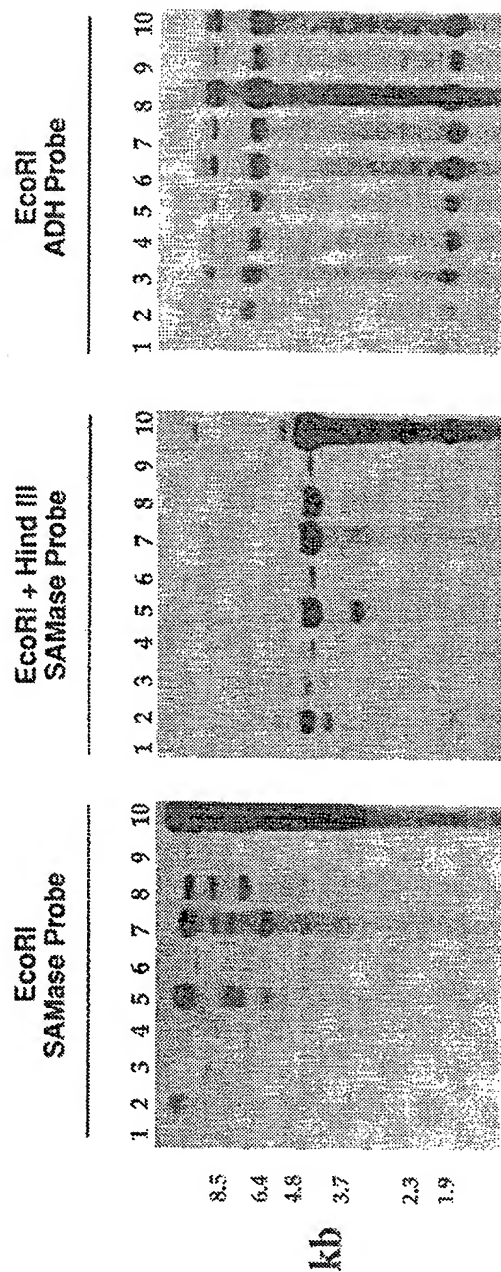 EcoRI
SAMase Probe
1 2 3 4 5 6 7 8 9 10
EcoRI + Hind III
SAMase Probe
1 2 3 4 5 6 7 8 9 10
EcoRI
ADH Probe
1 2 3 4 5 6 7 8 9 10
kb
8.5
6.4
4.8
3.7
2.3
1.9